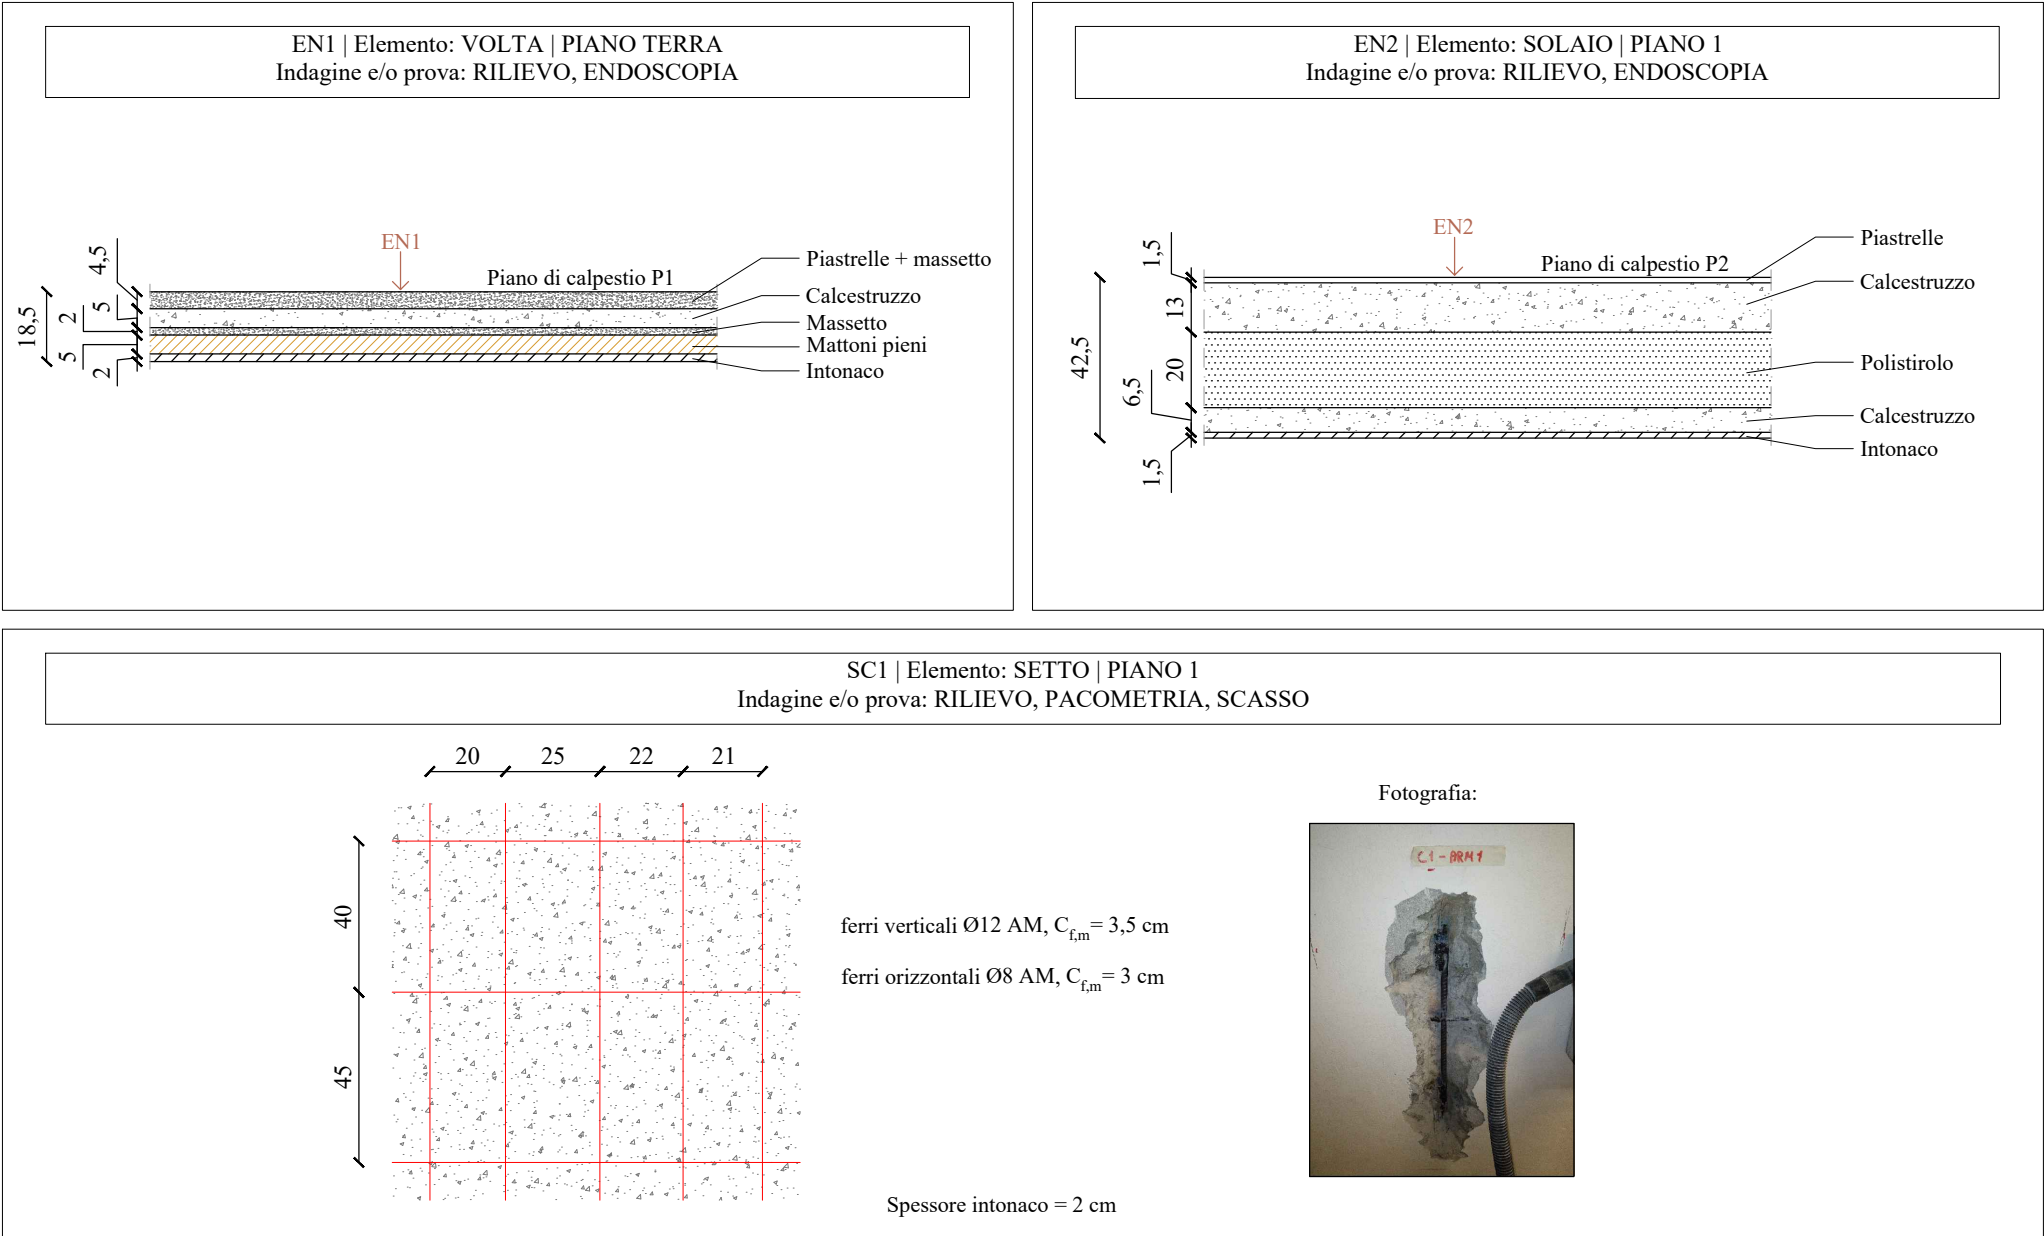 EN1 | Elemento: VOLTA | PIANO TERRA
Indagine e/o prova: RILIEVO, ENDOSCOPIA
EN1
Piano di calpestio P1
4,5
5
2
5
2
18,5
Piastrelle + massetto
Calcestruzzo
Massetto
Mattoni pieni
Intonaco
EN2 | Elemento: SOLAIO | PIANO 1
Indagine e/o prova: RILIEVO, ENDOSCOPIA
EN2
Piano di calpestio P2
1,5
13
20
6,5
1,5
42,5
Piastrelle
Calcestruzzo
Polistirolo
Calcestruzzo
Intonaco
SC1 | Elemento: SETTO | PIANO 1
Indagine e/o prova: RILIEVO, PACOMETRIA, SCASSO
20 25 22 21
40
45
ferri verticali Ø12 AM, Cf,m= 3,5 cm
ferri orizzontali Ø8 AM, Cf,m= 3 cm
Spessore intonaco = 2 cm
Fotografia:
C1-ARM1